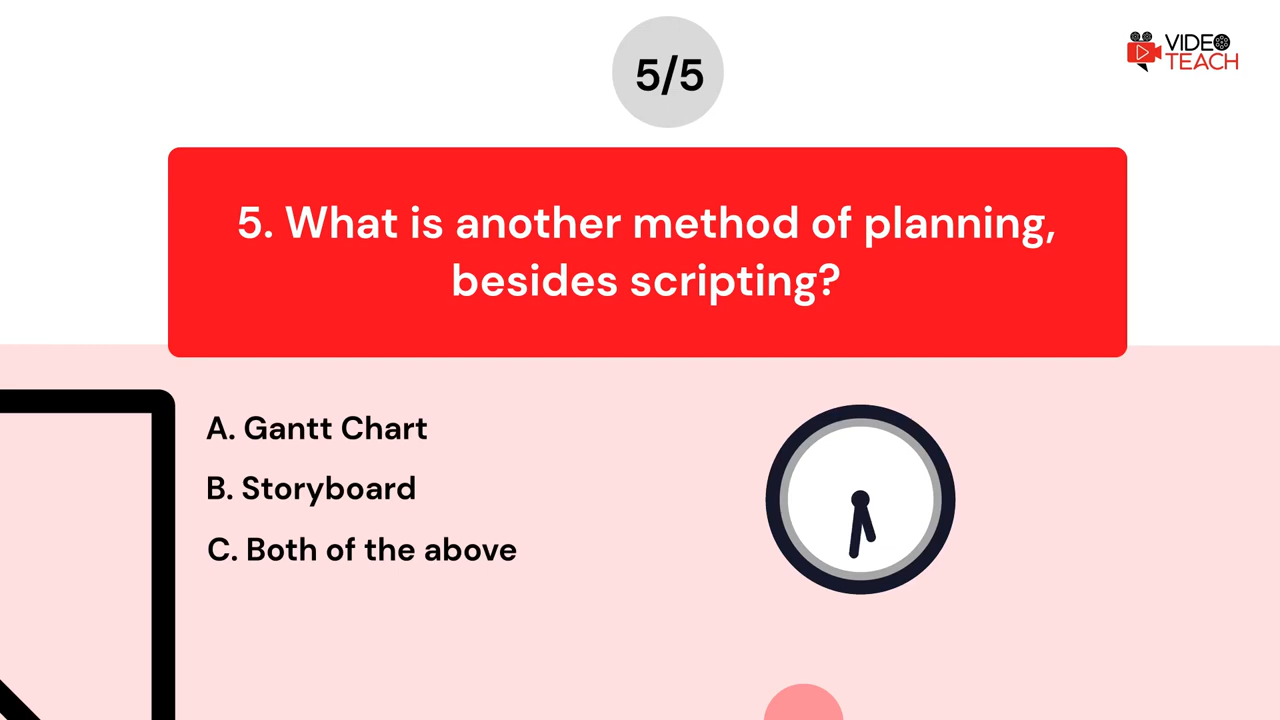 5/5
VIDEO
TEACH
5. What is another method of planning,
besides scripting?
A. Gantt Chart
B. Storyboard
C. Both of the above